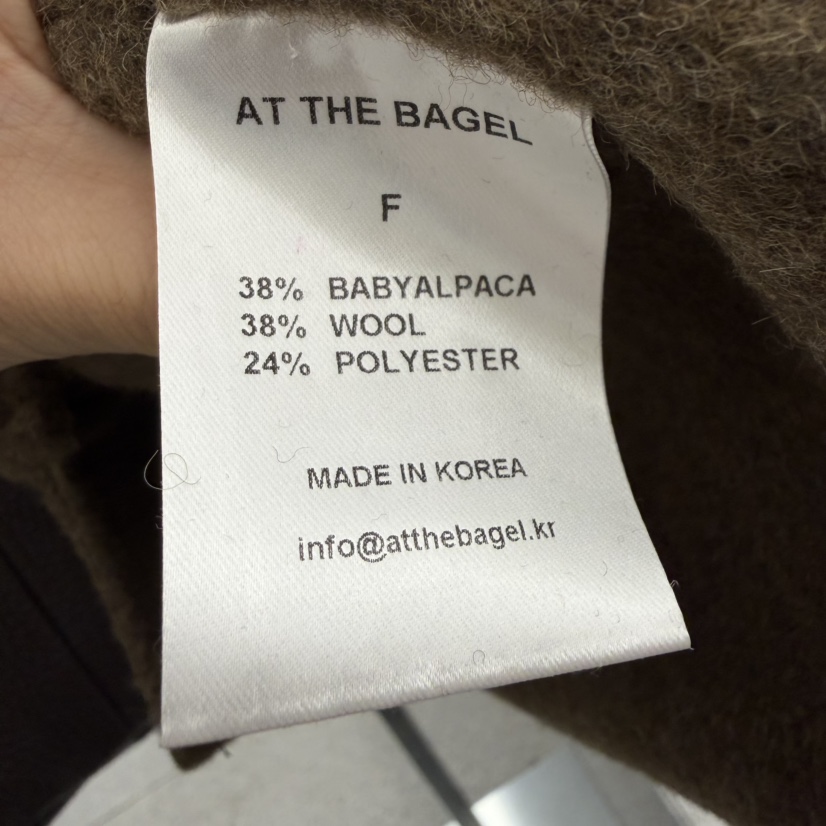 AT THE BAGEL
F
38% BABYALPACA
38% WOOL
24% POLYESTER
MADE IN KOREA
info@atthebagel.kr